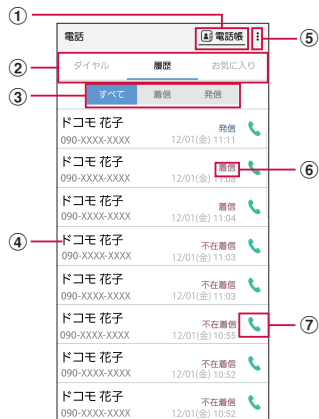 ①
電話
電話帳
⑤
②
ダイヤル 履歴 お気に入り
③
すべて 着信 発信
ドコモ 花子
発信
090-XXXX-XXXX 12/01(金) 11:11
ドコモ 花子
着信
⑥
090-XXXX-XXXX 12/01(金) 11:08
ドコモ 花子
着信
090-XXXX-XXXX 12/01(金) 11:04
④
ドコモ 花子
不在着信
090-XXXX-XXXX 12/01(金) 11:03
ドコモ 花子
不在着信
090-XXXX-XXXX 12/01(金) 11:03
ドコモ 花子
不在着信
⑦
090-XXXX-XXXX 12/01(金) 10:55
ドコモ 花子
不在着信
090-XXXX-XXXX 12/01(金) 10:52
ドコモ 花子
不在着信
090-XXXX-XXXX 12/01(金) 10:52